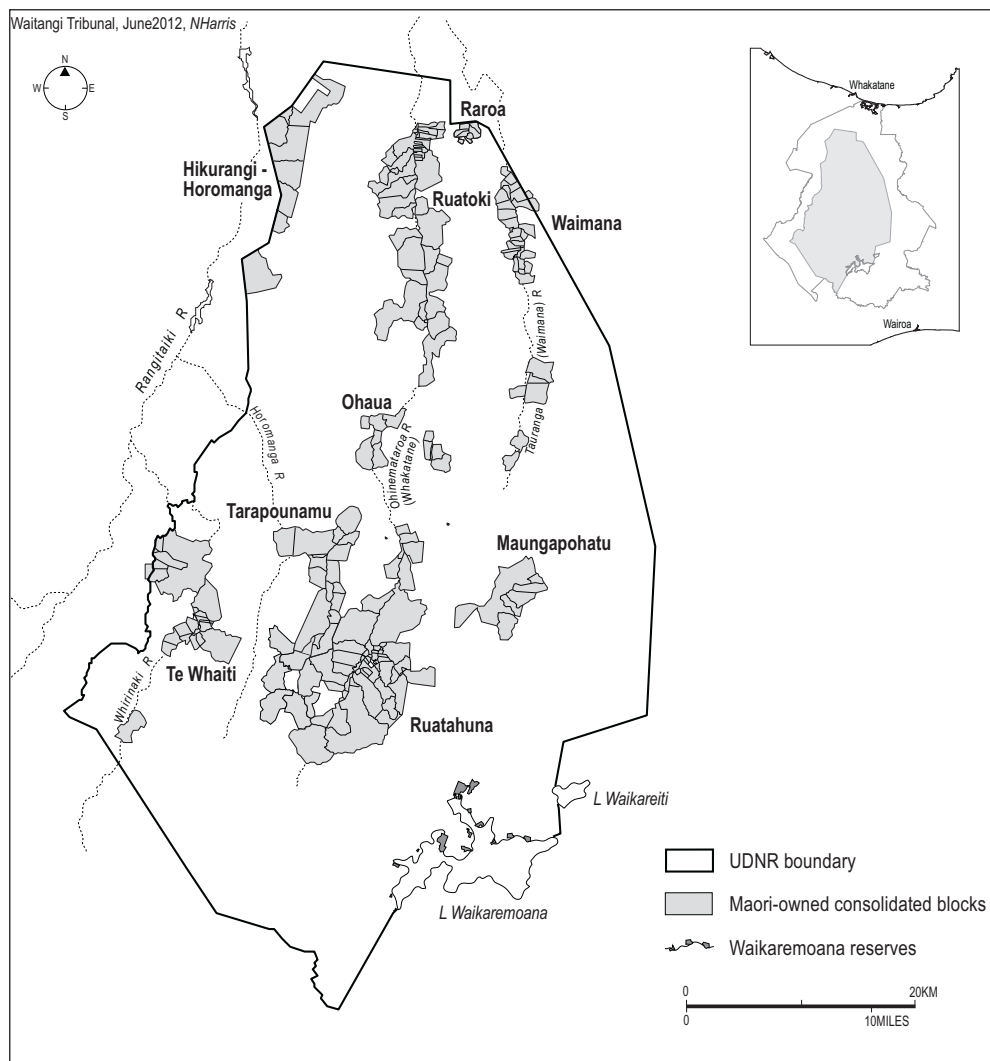 Waitangi Tribunal, June2012, NHarris
N
W
E
S
Whakatane
Wairoa
Raroa
Hikurangi -
Horomanga
Ruatoki
Waimana
Rangitaiki R
(Waimana) R
Tauranga
Ohaua
Horomanga R
Ohinemataroa R
(Whakatane)
Tarapounamu
Maungapohatu
Te Whaiti
Whirinaki R
Ruatahuna
L Waikareiti
L Waikaremoana
UDNR boundary
Maori-owned consolidated blocks
Waikaremoana reserves
0
20KM
0
10MILES